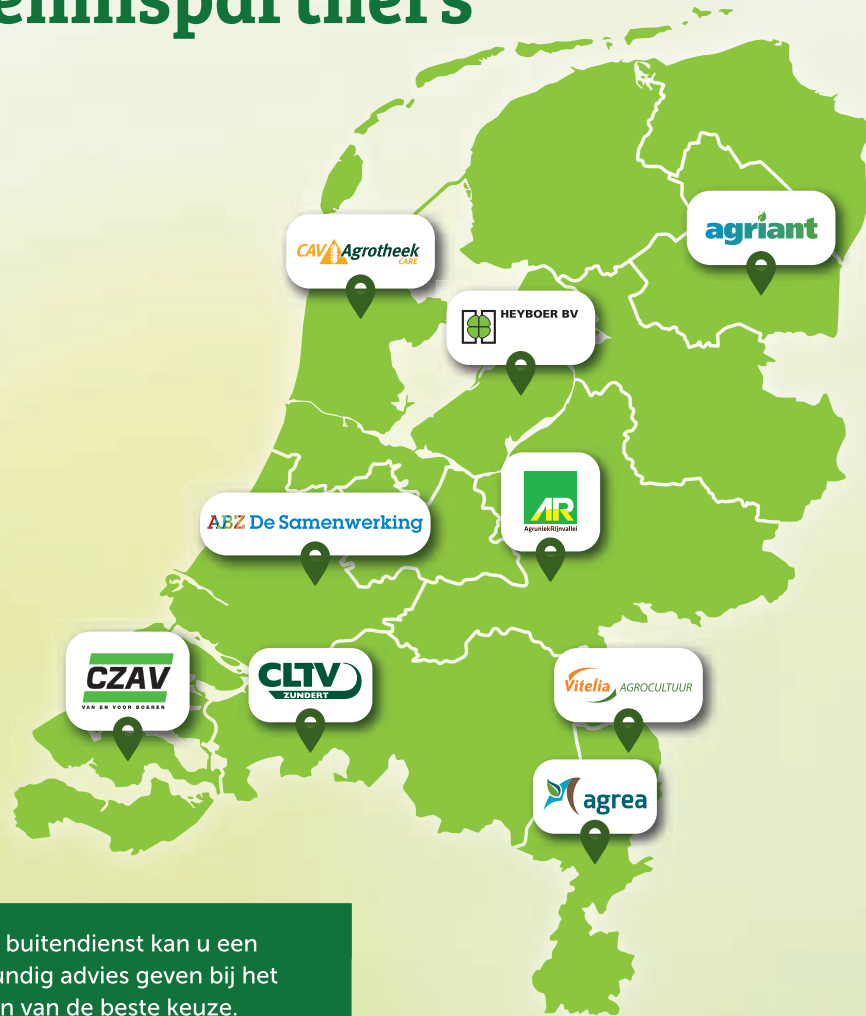 ennispartners
agriant
CAV Agrotheek
CARE
HEYBOER BV
AR
AgruniekRijnvallei
ABZ De Samenwerking
CZAV
VAN EN VOOR BOEREN
CLTV
ZUNDERT
Vitelia AGROCULTUUR
agrea
buitendienst kan u een
undig advies geven bij het
n van de beste keuze.